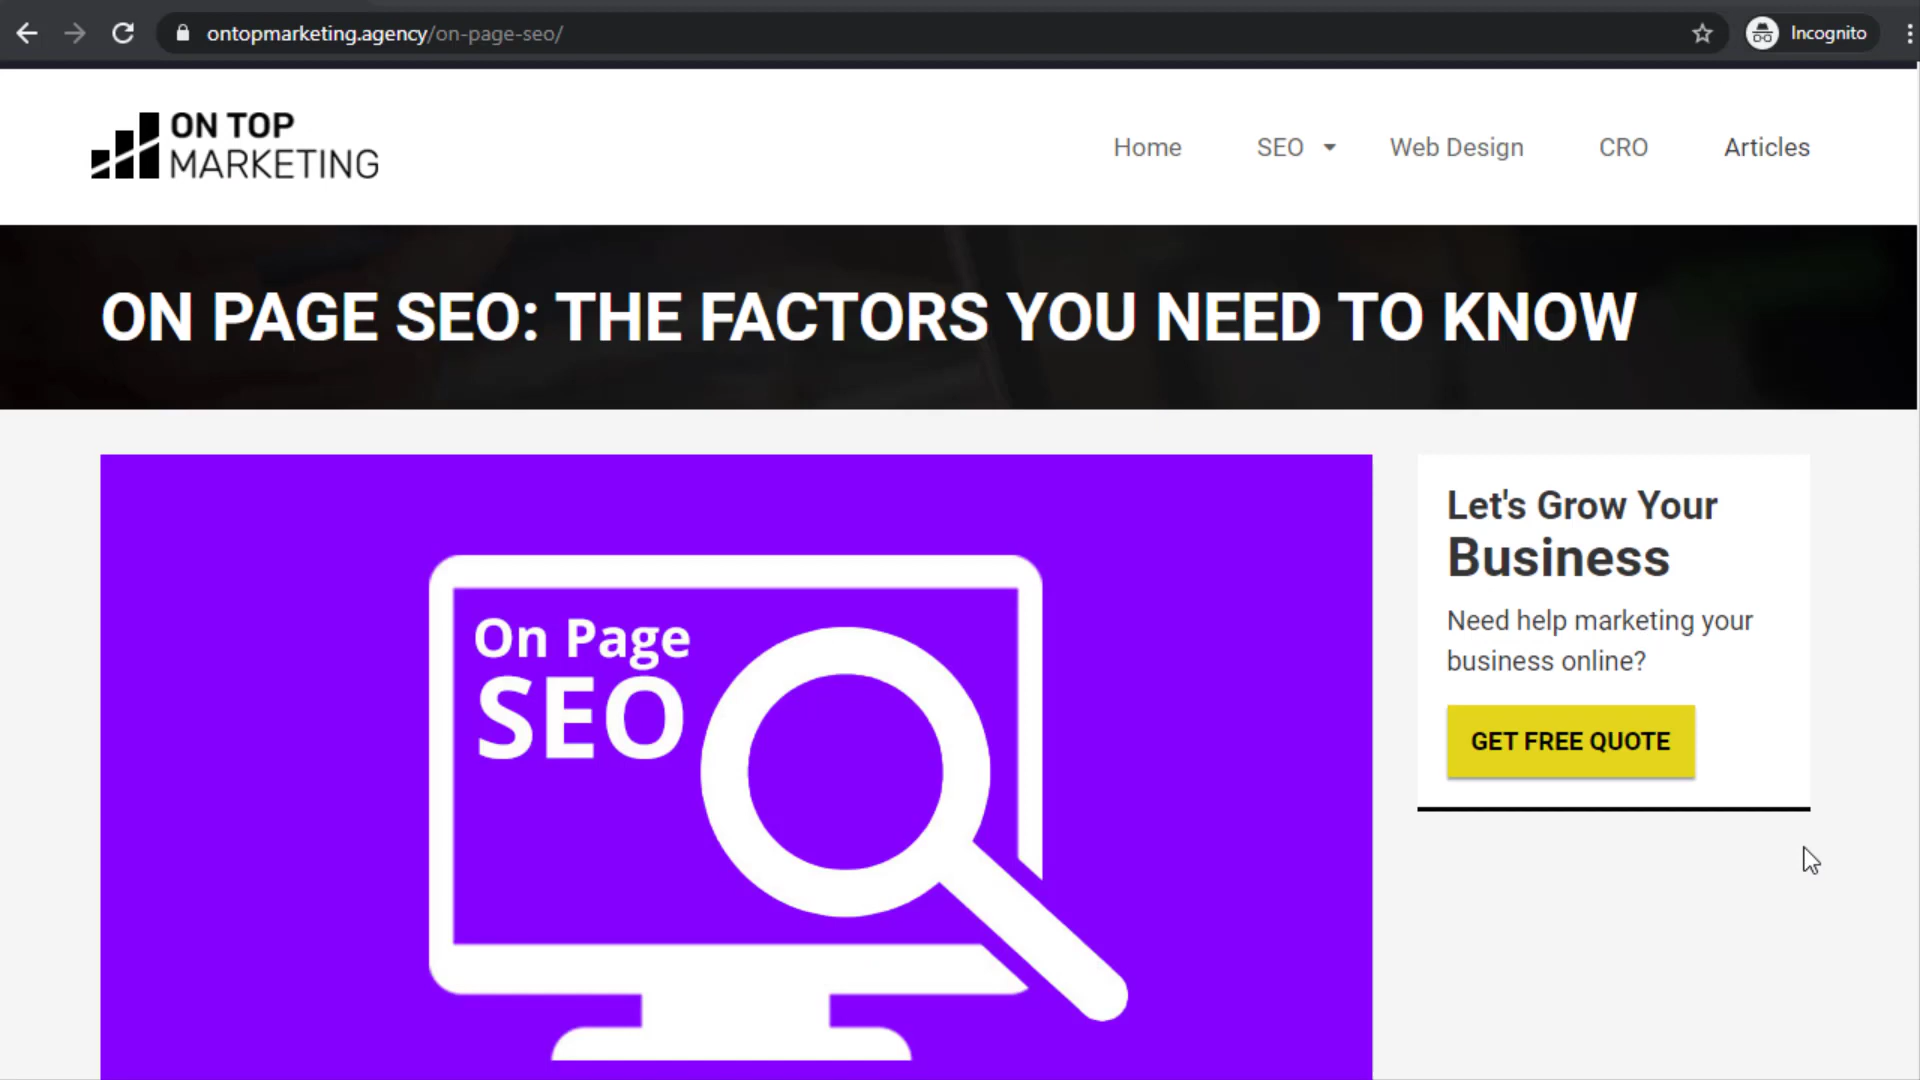 ontopmarketing.agency/on-page-seo/
Incognito
ON TOP
MARKETING
Home
SEO
Web Design
CRO
Articles
ON PAGE SEO: THE FACTORS YOU NEED TO KNOW
On Page
SEO
Let's Grow Your
Business
Need help marketing your
business online?
GET FREE QUOTE